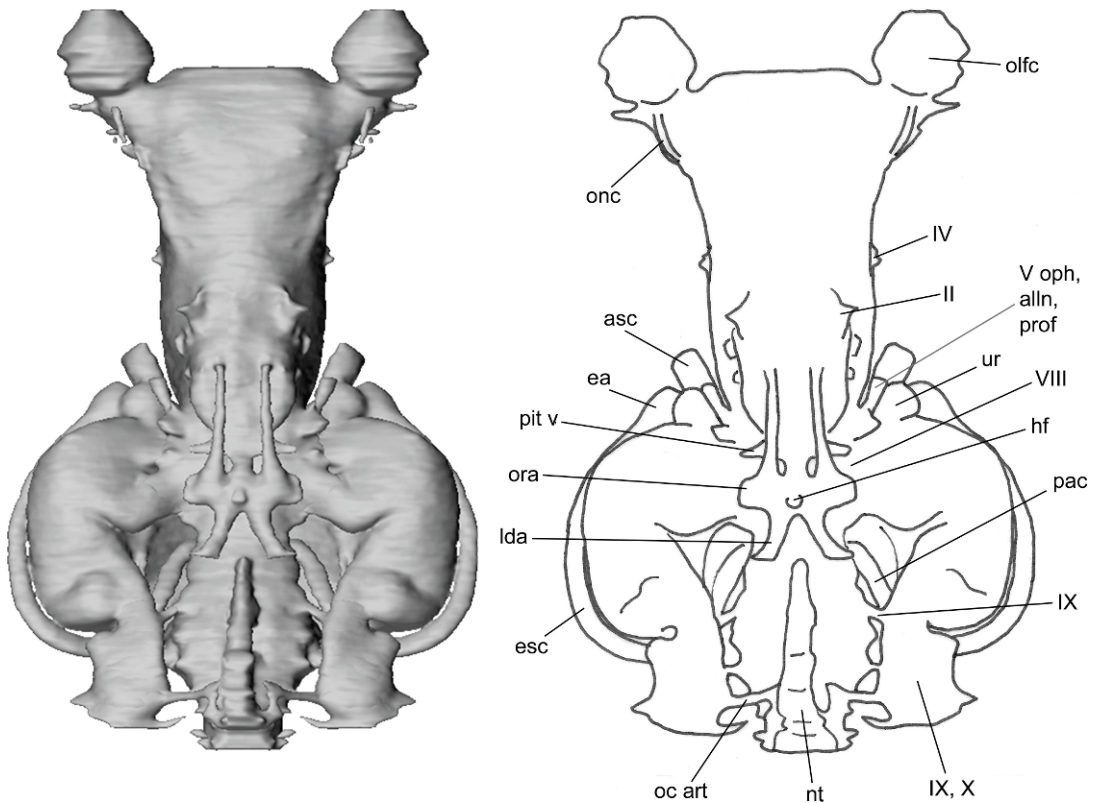 olfc
onc
IV
V oph,
alln,
prof
II
asc
ur
ea
VIII
pit v
hf
ora
pac
lda
IX
esc
oc art
nt
IX, X